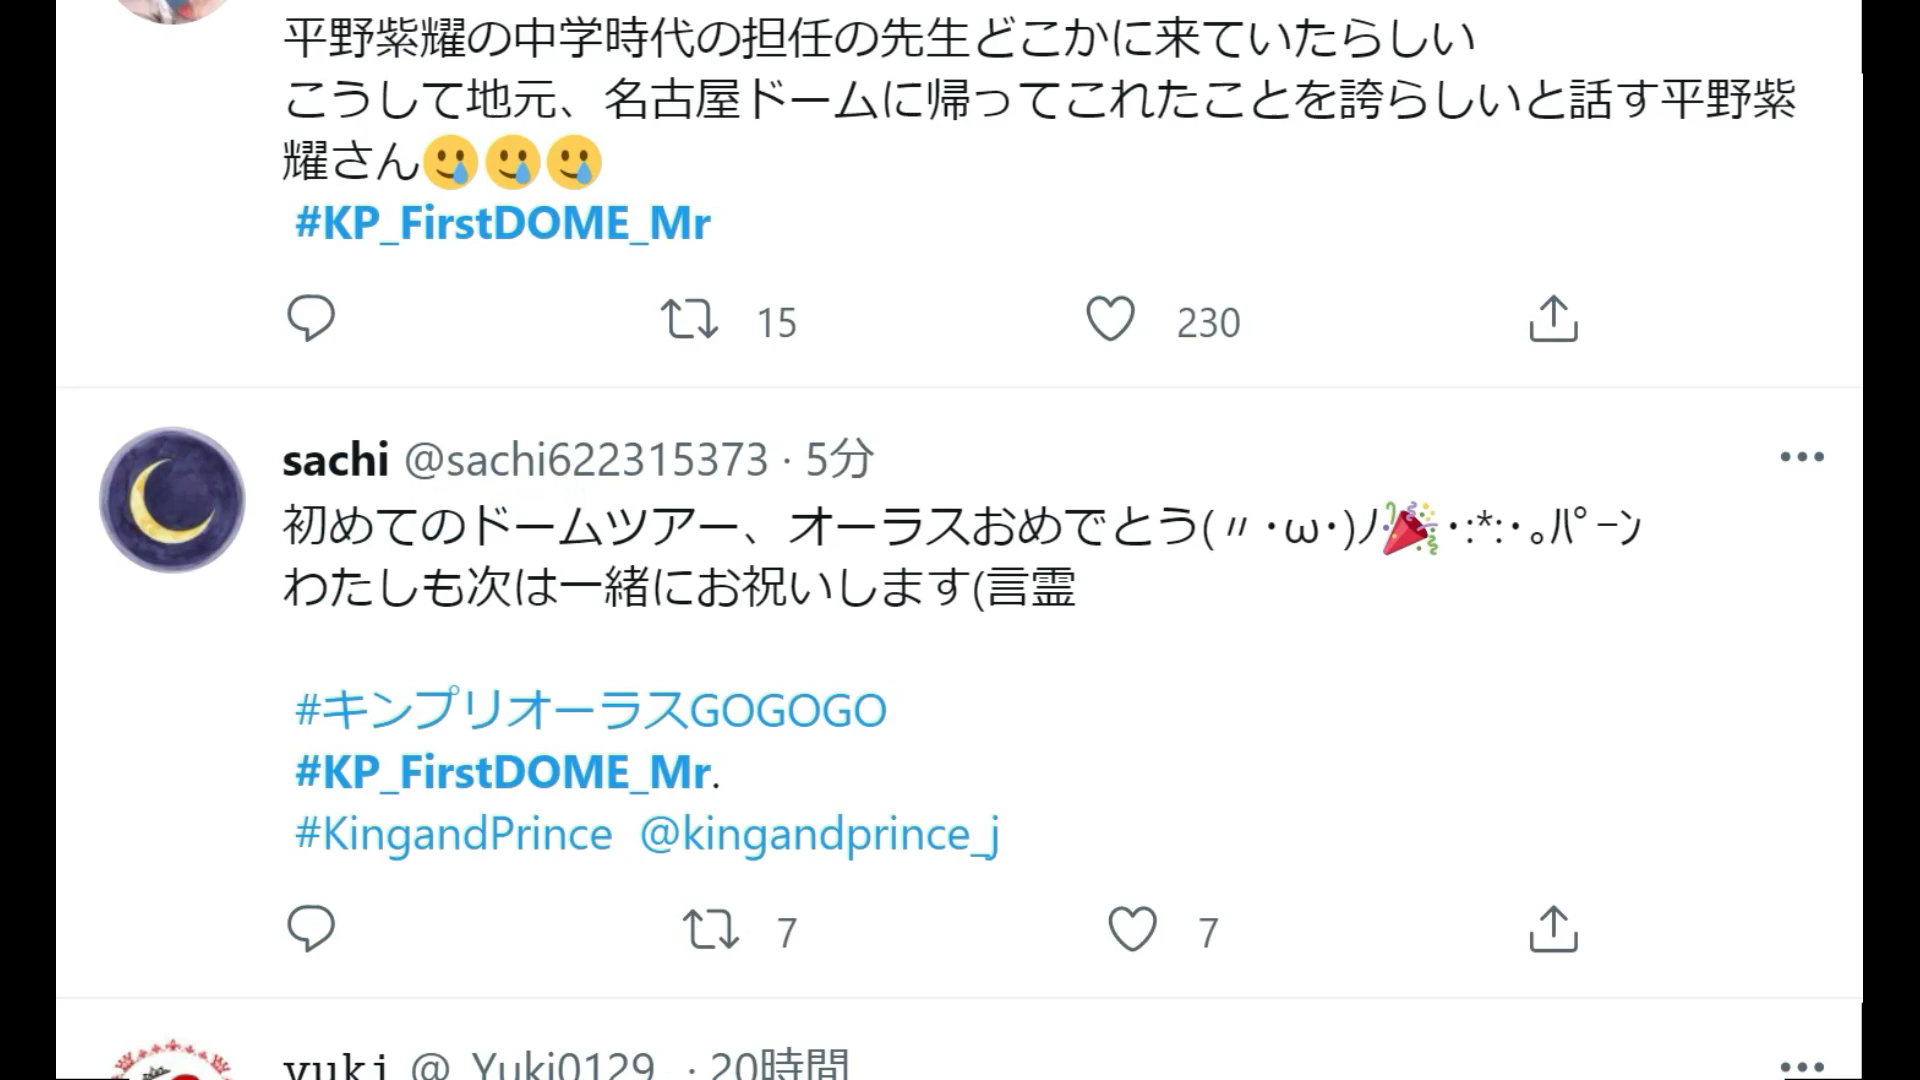 平野紫耀の中学時代の担任の先生どこかに来ていたらしい
こうして地元、名古屋ドームに帰ってこれたことを誇らしいと話す平野紫
耀さん🥲🥲🥲
#KP_FirstDOME_Mr
15 230
sachi @sachi622315373 · 5分
初めてのドームツアー、オーラスおめでとう(〃・ω・)ﾉ🎉・:*:・。ﾊﾟｰﾝ
わたしも次は一緒にお祝いします(言霊
#キンプリオーラスGOGOGO
#KP_FirstDOME_Mr.
#KingandPrince @kingandprince_j
7 7
yuki @_Yuki0129_ · 20時間